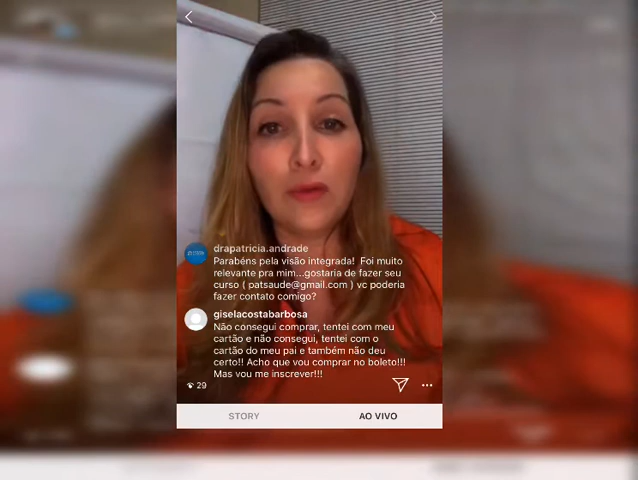 drapatricia.andrade
Parabéns pela visão integrada! Foi muito
relevante pra mim...gostaria de fazer seu
curso ( patsaude@gmail.com ) vc poderia
fazer contato comigo?
giselacostabarbosa
Não consegui comprar, tentei com meu
cartão e não consegui, tentei com o
cartão do meu pai e também não deu
certo!! Acho que vou comprar no boleto!!!
Mas vou me inscrever!!!
29
STORY
AO VIVO